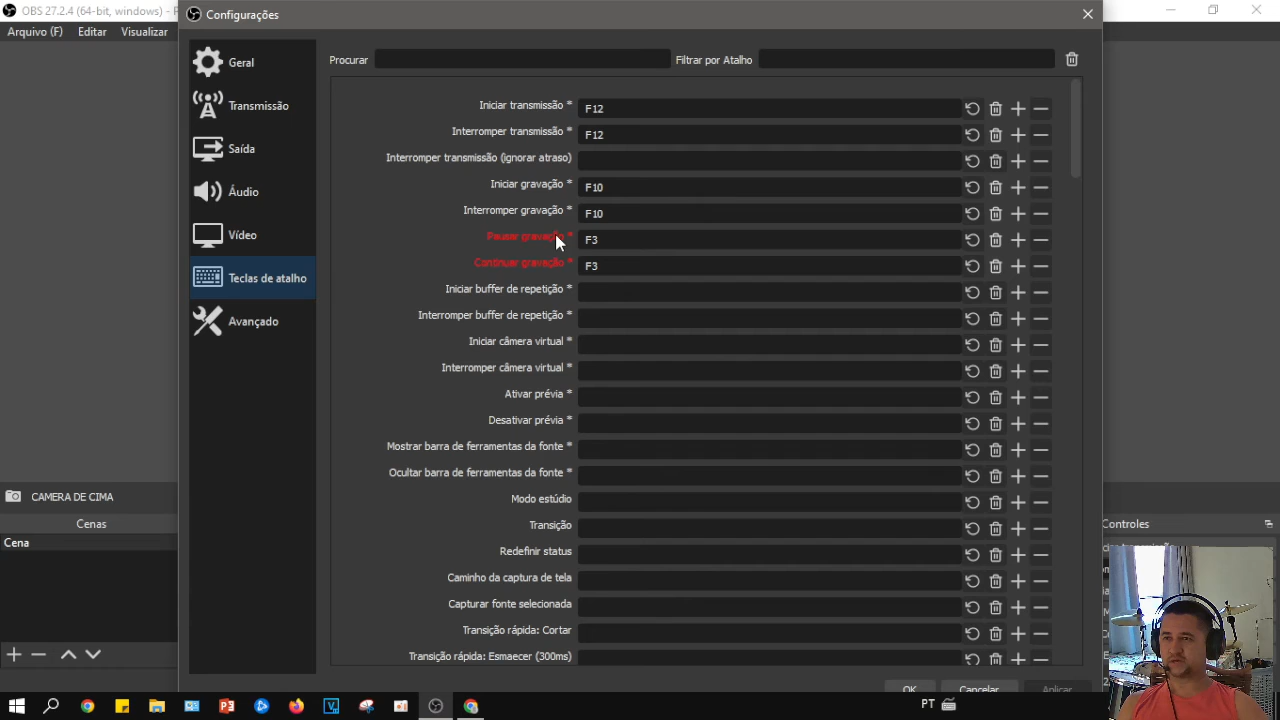 OBS 27.2.4 (64-bit, windows) - P
Configurações
Arquivo (F) Editar Visualizar
Geral
Transmissão
Saída
Áudio
Vídeo
Teclas de atalho
Avançado
Procurar
Filtrar por Atalho
Iniciar transmissão * F12
Interromper transmissão * F12
Interromper transmissão (ignorar atraso)
Iniciar gravação * F10
Interromper gravação * F10
Pausar gravação * F3
Continuar gravação * F3
Iniciar buffer de repetição *
Interromper buffer de repetição *
Iniciar câmera virtual *
Interromper câmera virtual *
Ativar prévia *
Desativar prévia *
Mostrar barra de ferramentas da fonte *
Ocultar barra de ferramentas da fonte *
Modo estúdio
Transição
Redefinir status
Caminho da captura de tela
Capturar fonte selecionada
Transição rápida: Cortar
Transição rápida: Esmaecer (300ms)
OK Cancelar Aplicar
CAMERA DE CIMA
Cenas
Cena
Controles
PT